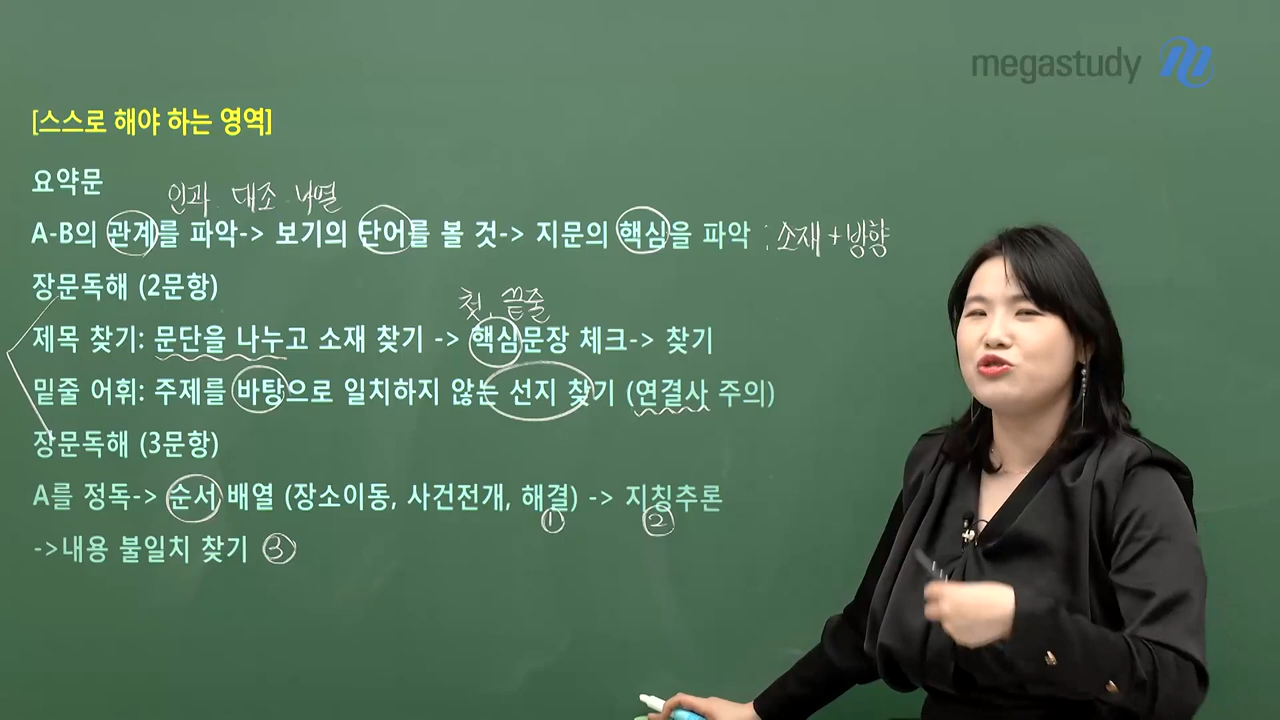 megastudy
[스스로 해야 하는 영역]
요약문
인과 대조 나열
A-B의 관계를 파악-> 보기의 단어를 볼 것-> 지문의 핵심을 파악 : 소재 + 방향
장문독해 (2문항)
첫, 끝줄
제목 찾기: 문단을 나누고 소재 찾기 -> 핵심문장 체크-> 찾기
밑줄 어휘: 주제를 바탕으로 일치하지 않는 선지 찾기 (연결사 주의)
장문독해 (3문항)
A를 정독-> 순서 배열 (장소이동, 사건전개, 해결) -> 지칭추론
① ②
->내용 불일치 찾기 ③